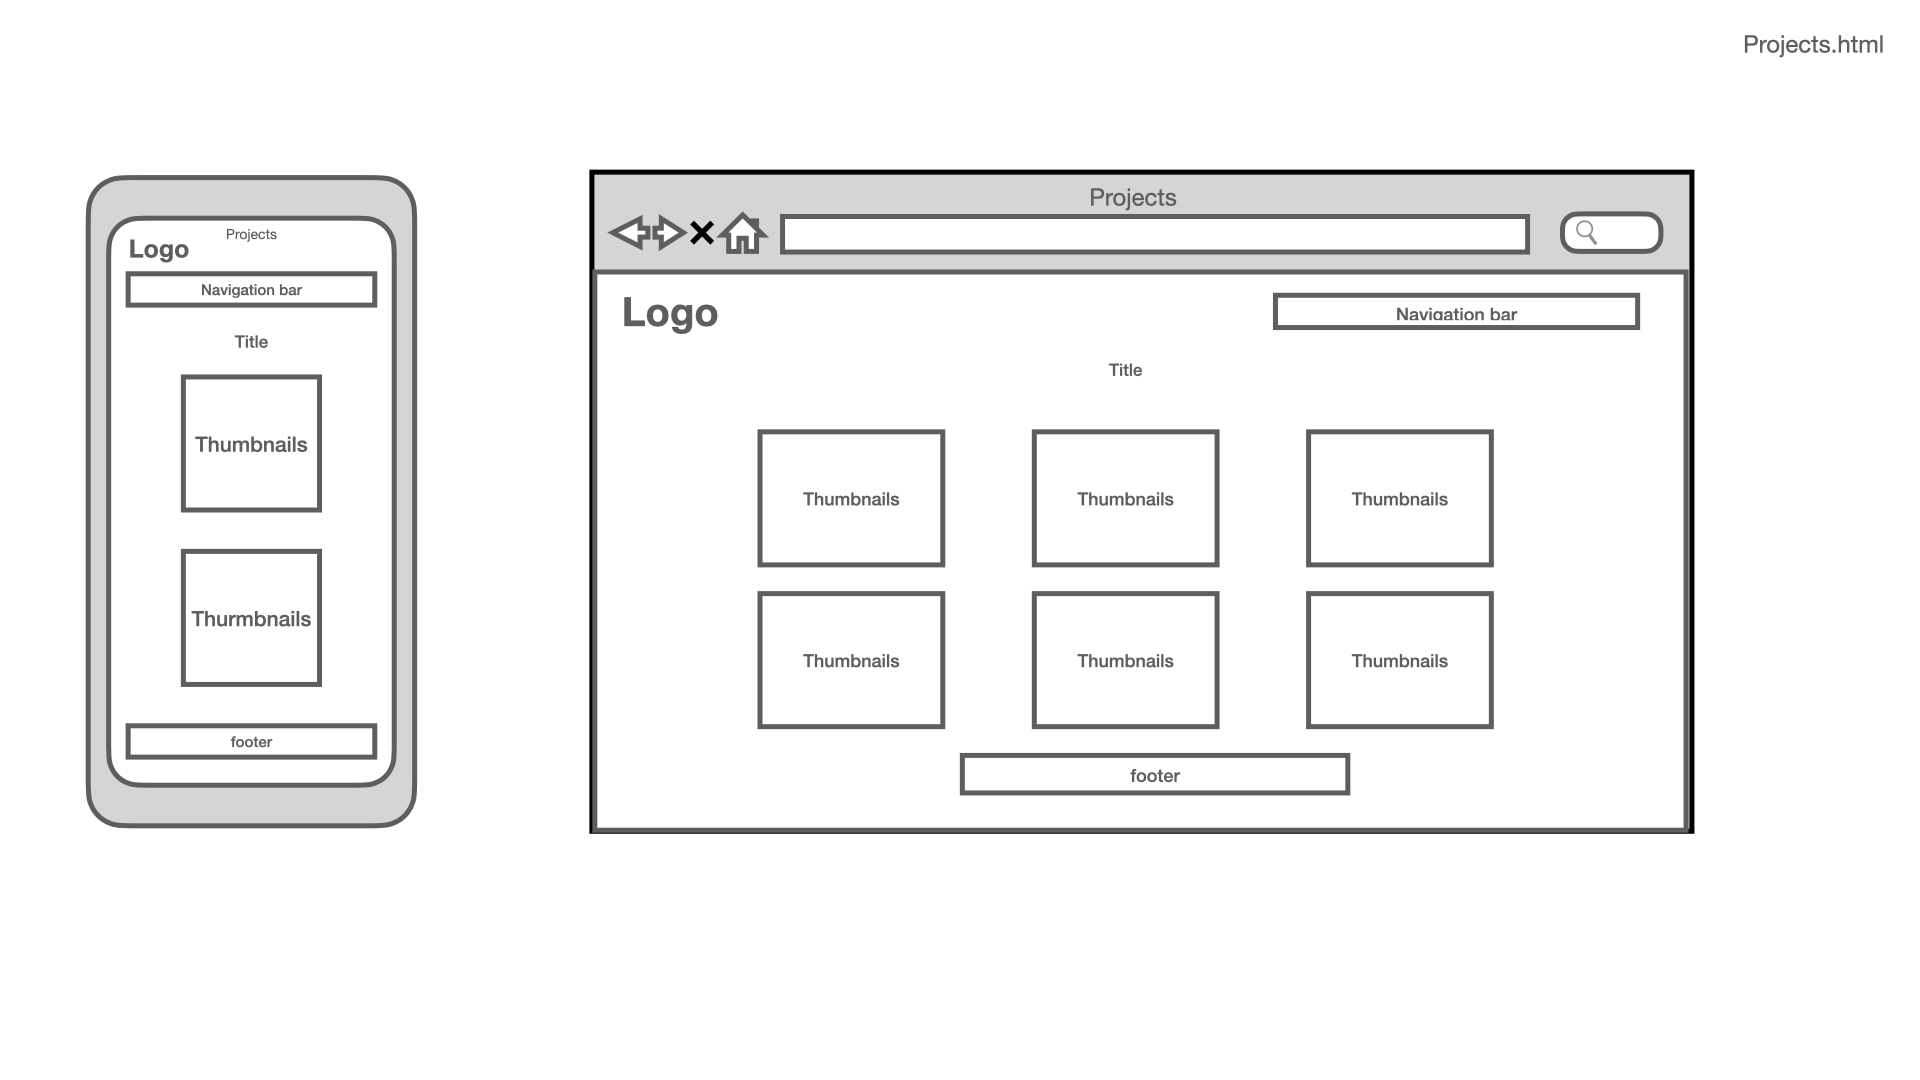 Projects.html
Projects
Logo
Navigation bar
Title
Thumbnails
Thurmbnails
footer
Projects
Logo
Navigation bar
Title
Thumbnails Thumbnails Thumbnails
Thumbnails Thumbnails Thumbnails
footer